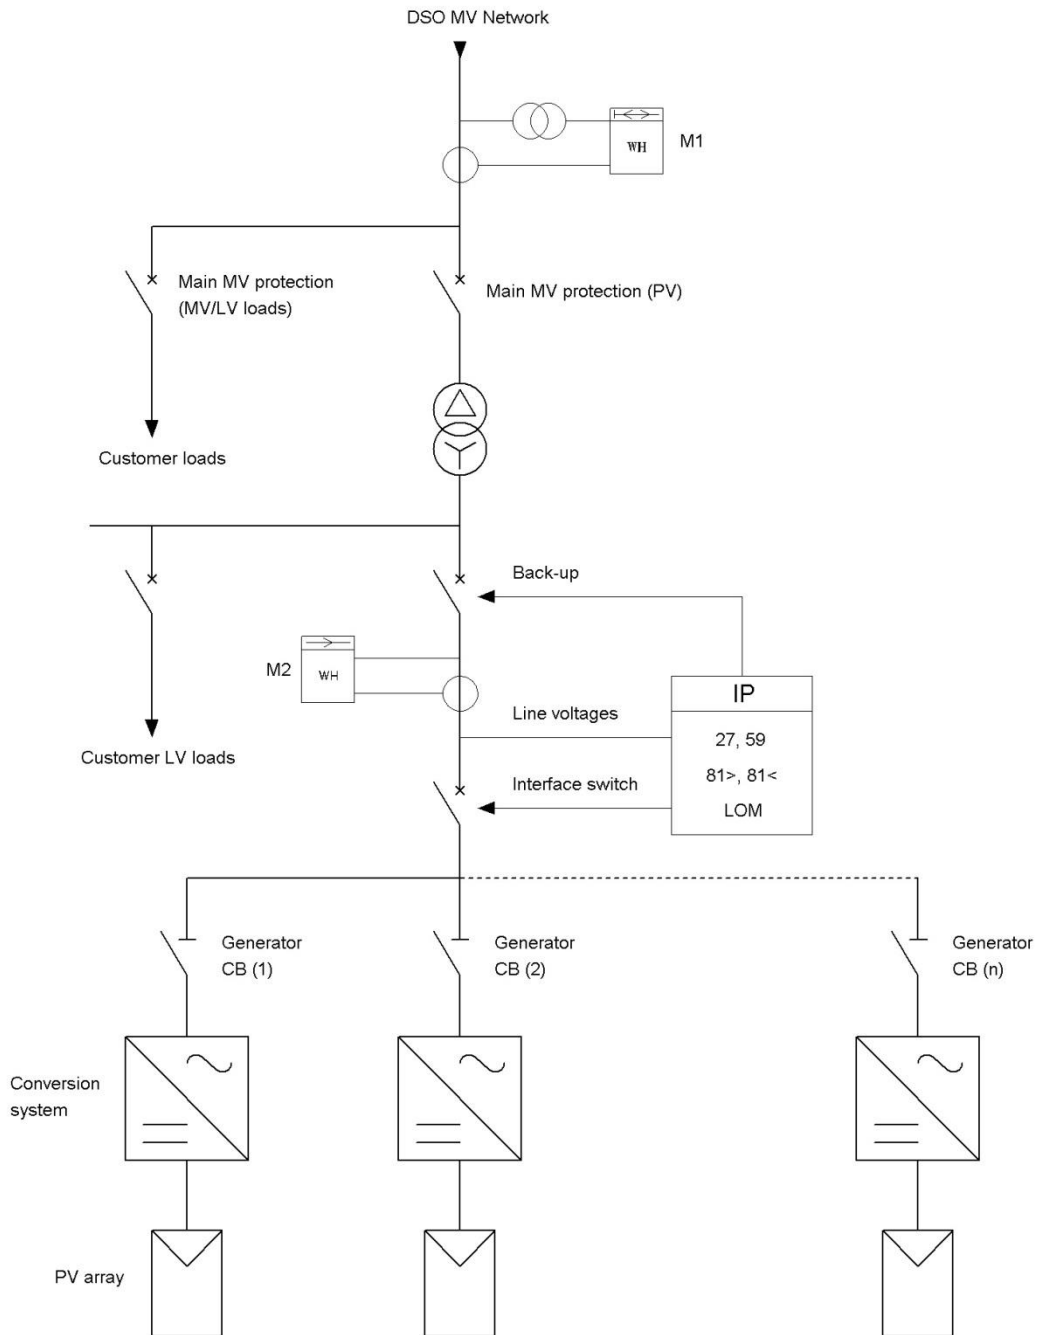 DSO MV Network
WH
M1
Main MV protection
(MV/LV loads)
Main MV protection (PV)
Customer loads
Back-up
M2
WH
IP
Line voltages
27, 59
81>, 81<
LOM
Customer LV loads
Interface switch
Generator
CB (1)
Generator
CB (2)
Generator
CB (n)
Conversion
system
PV array